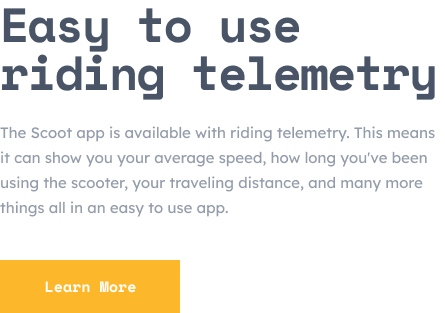 Easy to use
riding telemetry
The Scoot app is available with riding telemetry. This means
it can show you your average speed, how long you've been
using the scooter, your traveling distance, and many more
things all in an easy to use app.
Learn More